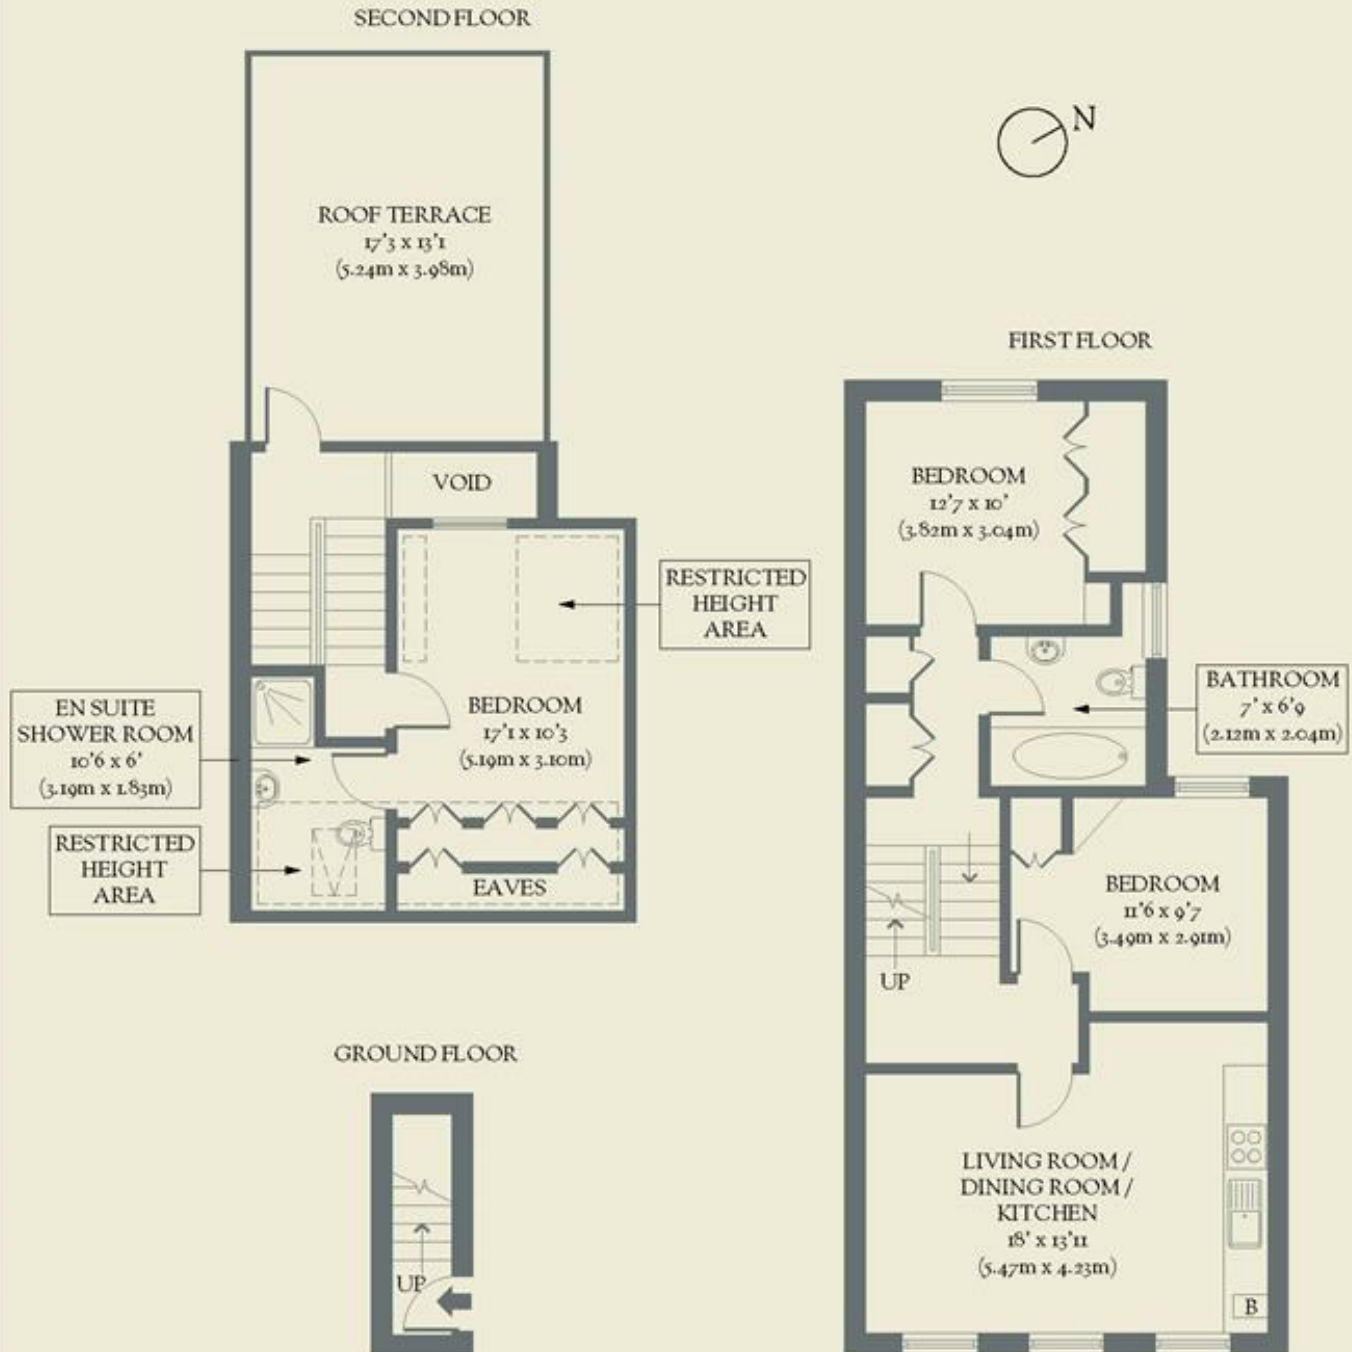 SECOND FLOOR
ROOF TERRACE
17'3 x 13'1
(5.24m x 3.98m)
N
FIRST FLOOR
VOID
BEDROOM
12'7 x 10'
(3.82m x 3.04m)
RESTRICTED
HEIGHT
AREA
EN SUITE
SHOWER ROOM
10'6 x 6'
(3.19m x 1.83m)
BEDROOM
17'1 x 10'3
(5.19m x 3.10m)
BATHROOM
7' x 6'9
(2.12m x 2.04m)
RESTRICTED
HEIGHT
AREA
EAVES
BEDROOM
11'6 x 9'7
(3.49m x 2.91m)
UP
GROUND FLOOR
UP
LIVING ROOM /
DINING ROOM /
KITCHEN
18' x 13'11
(5.47m x 4.23m)
B